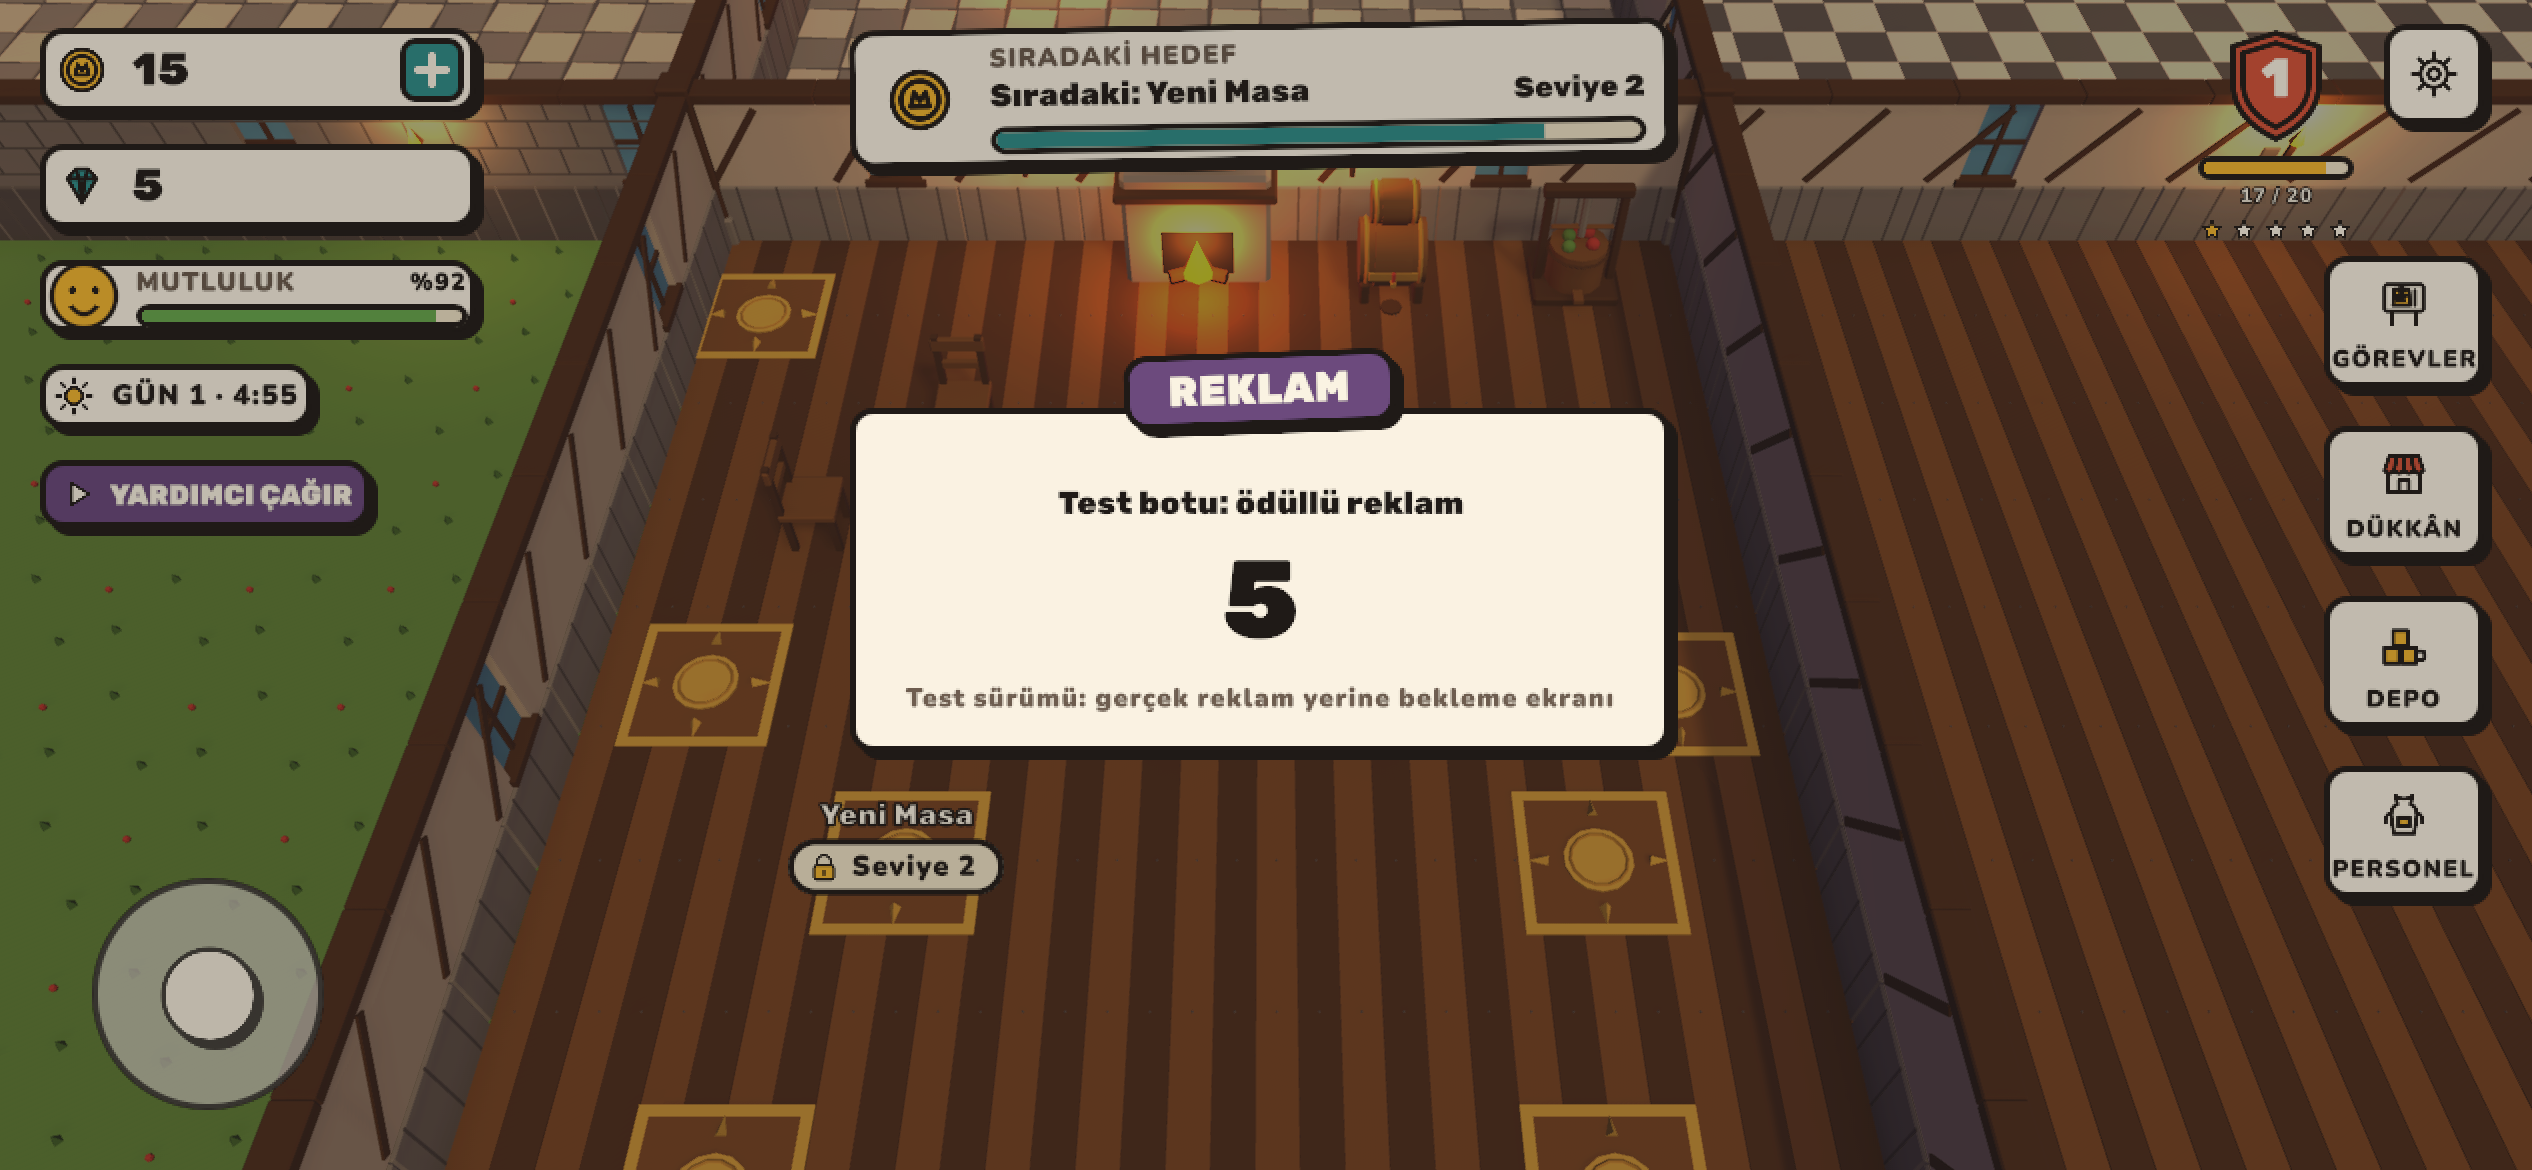 15
5
MUTLULUK %92
GÜN 1 · 4:55
YARDIMCI ÇAĞIR
SIRADAKİ HEDEF
Sıradaki: Yeni Masa Seviye 2
1
17 / 20
GÖREVLER
DÜKKÂN
DEPO
PERSONEL
REKLAM
Test botu: ödüllü reklam
5
Test sürümü: gerçek reklam yerine bekleme ekranı
Yeni Masa
Seviye 2